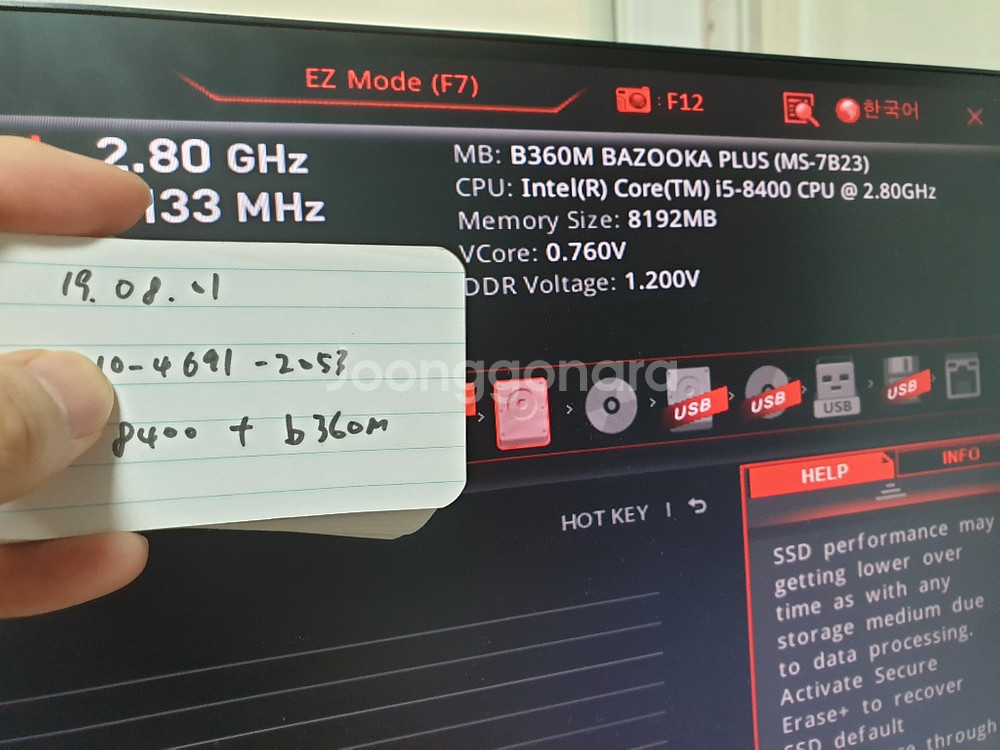 EZ Mode (F7)
: F12
한국어
2.80 GHz
133 MHz
MB: B360M BAZOOKA PLUS (MS-7B23)
CPU: Intel(R) Core(TM) i5-8400 CPU @ 2.80GHz
Memory Size: 8192MB
VCore: 0.760V
DDR Voltage: 1.200V
19. 08. 01
10-4691-2053
8400 + b360M
Joonggonara
USB
USB
USB
USB
HOT KEY |
HELP
INFO
SSD performance may
getting lower over
time as with any
storage medium due
to data processing.
Activate Secure
Erase+ to recover
SSD default
through